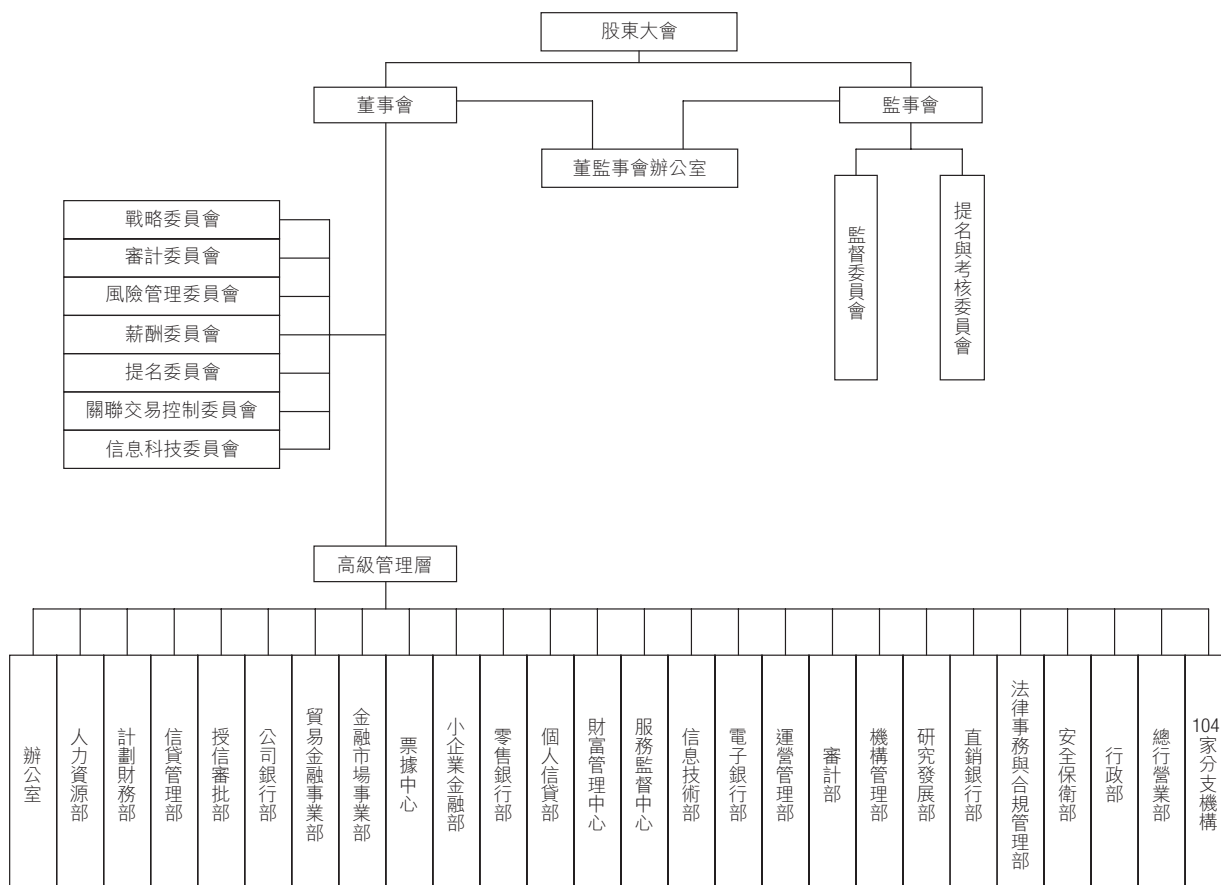 股東大會
董事會
監事會
董監事會辦公室
監督委員會
提名與考核委員會
戰略委員會
審計委員會
風險管理委員會
薪酬委員會
提名委員會
關聯交易控制委員會
信息科技委員會
高級管理層
辦公室
人力資源部
計劃財務部
信貸管理部
授信審批部
公司銀行部
貿易金融事業部
金融市場事業部
票據中心
小企業金融部
零售銀行部
個人信貸部
財富管理中心
服務監督中心
信息技術部
電子銀行部
運營管理部
審計部
機構管理部
研究發展部
直銷銀行部
法律事務與合規管理部
安全保衛部
行政部
總行營業部
104家分支機構